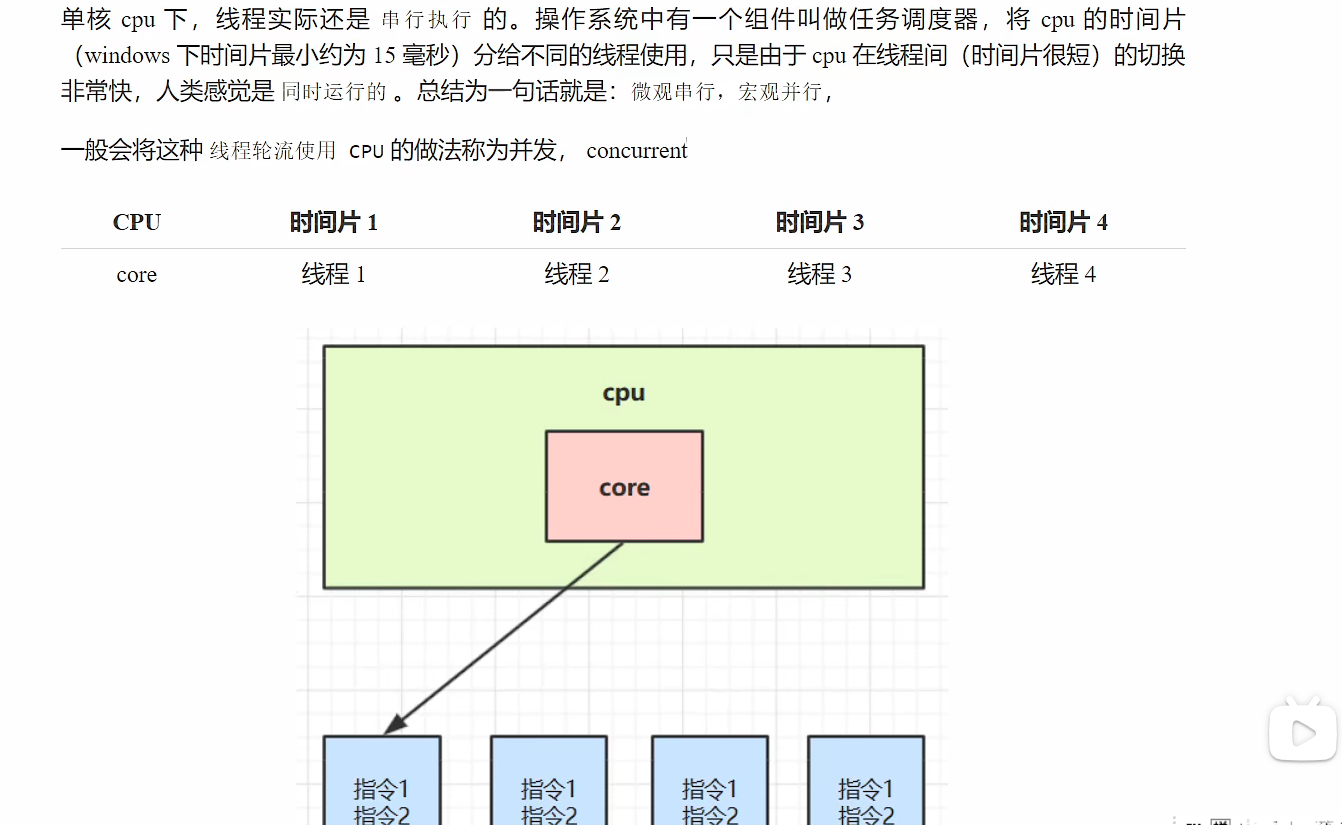 单核 cpu 下，线程实际还是 串行执行 的。操作系统中有一个组件叫做任务调度器，将 cpu 的时间片
（windows 下时间片最小约为 15 毫秒）分给不同的线程使用，只是由于 cpu 在线程间（时间片很短）的切换
非常快，人类感觉是 同时运行的 。总结为一句话就是：微观串行，宏观并行，
一般会将这种 线程轮流使用 CPU 的做法称为并发， concurrent
CPU 时间片 1 时间片 2 时间片 3 时间片 4
core 线程 1 线程 2 线程 3 线程 4
cpu
core
指令1 指令1 指令1 指令1
指令2 指令2 指令2 指令2